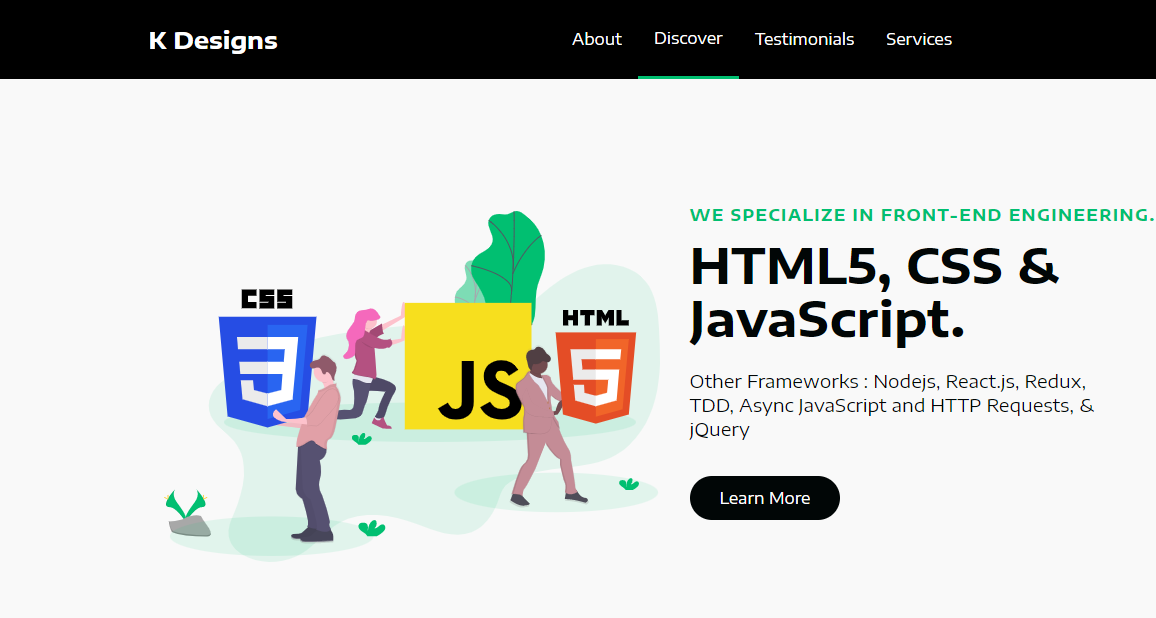 K Designs
About Discover Testimonials Services
WE SPECIALIZE IN FRONT-END ENGINEERING.
HTML5, CSS &
JavaScript.
CSS
HTML
JS
Other Frameworks : Nodejs, React.js, Redux,
TDD, Async JavaScript and HTTP Requests, &
jQuery
Learn More